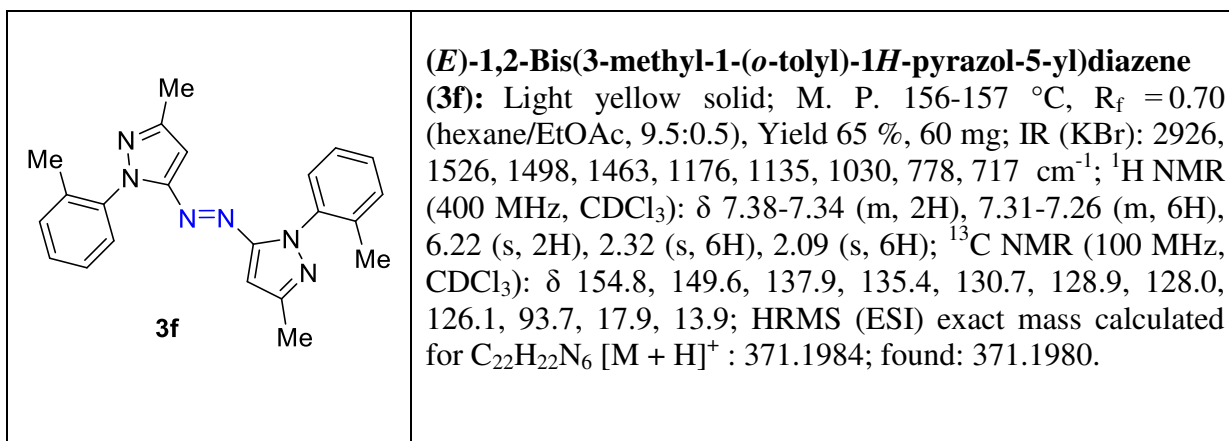 Me
N
Me
N
N=N
N
N
Me
Me
3f
(E)-1,2-Bis(3-methyl-1-(o-tolyl)-1H-pyrazol-5-yl)diazene
(3f): Light yellow solid; M. P. 156-157 °C, Rf = 0.70
(hexane/EtOAc, 9.5:0.5), Yield 65 %, 60 mg; IR (KBr): 2926,
1526, 1498, 1463, 1176, 1135, 1030, 778, 717 cm-1; 1H NMR
(400 MHz, CDCl3): δ 7.38-7.34 (m, 2H), 7.31-7.26 (m, 6H),
6.22 (s, 2H), 2.32 (s, 6H), 2.09 (s, 6H); 13C NMR (100 MHz,
CDCl3): δ 154.8, 149.6, 137.9, 135.4, 130.7, 128.9, 128.0,
126.1, 93.7, 17.9, 13.9; HRMS (ESI) exact mass calculated
for C22H22N6 [M + H]+ : 371.1984; found: 371.1980.